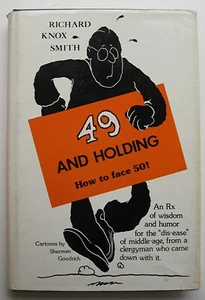 RICHARD
KNOX
SMITH
49
AND HOLDING
How to face 50!
An Rx
of wisdom
and humor
for the "dis-ease"
of middle-age, from a
clergyman who came
down with it.
Cartoons by
Sherman
Goodrich.